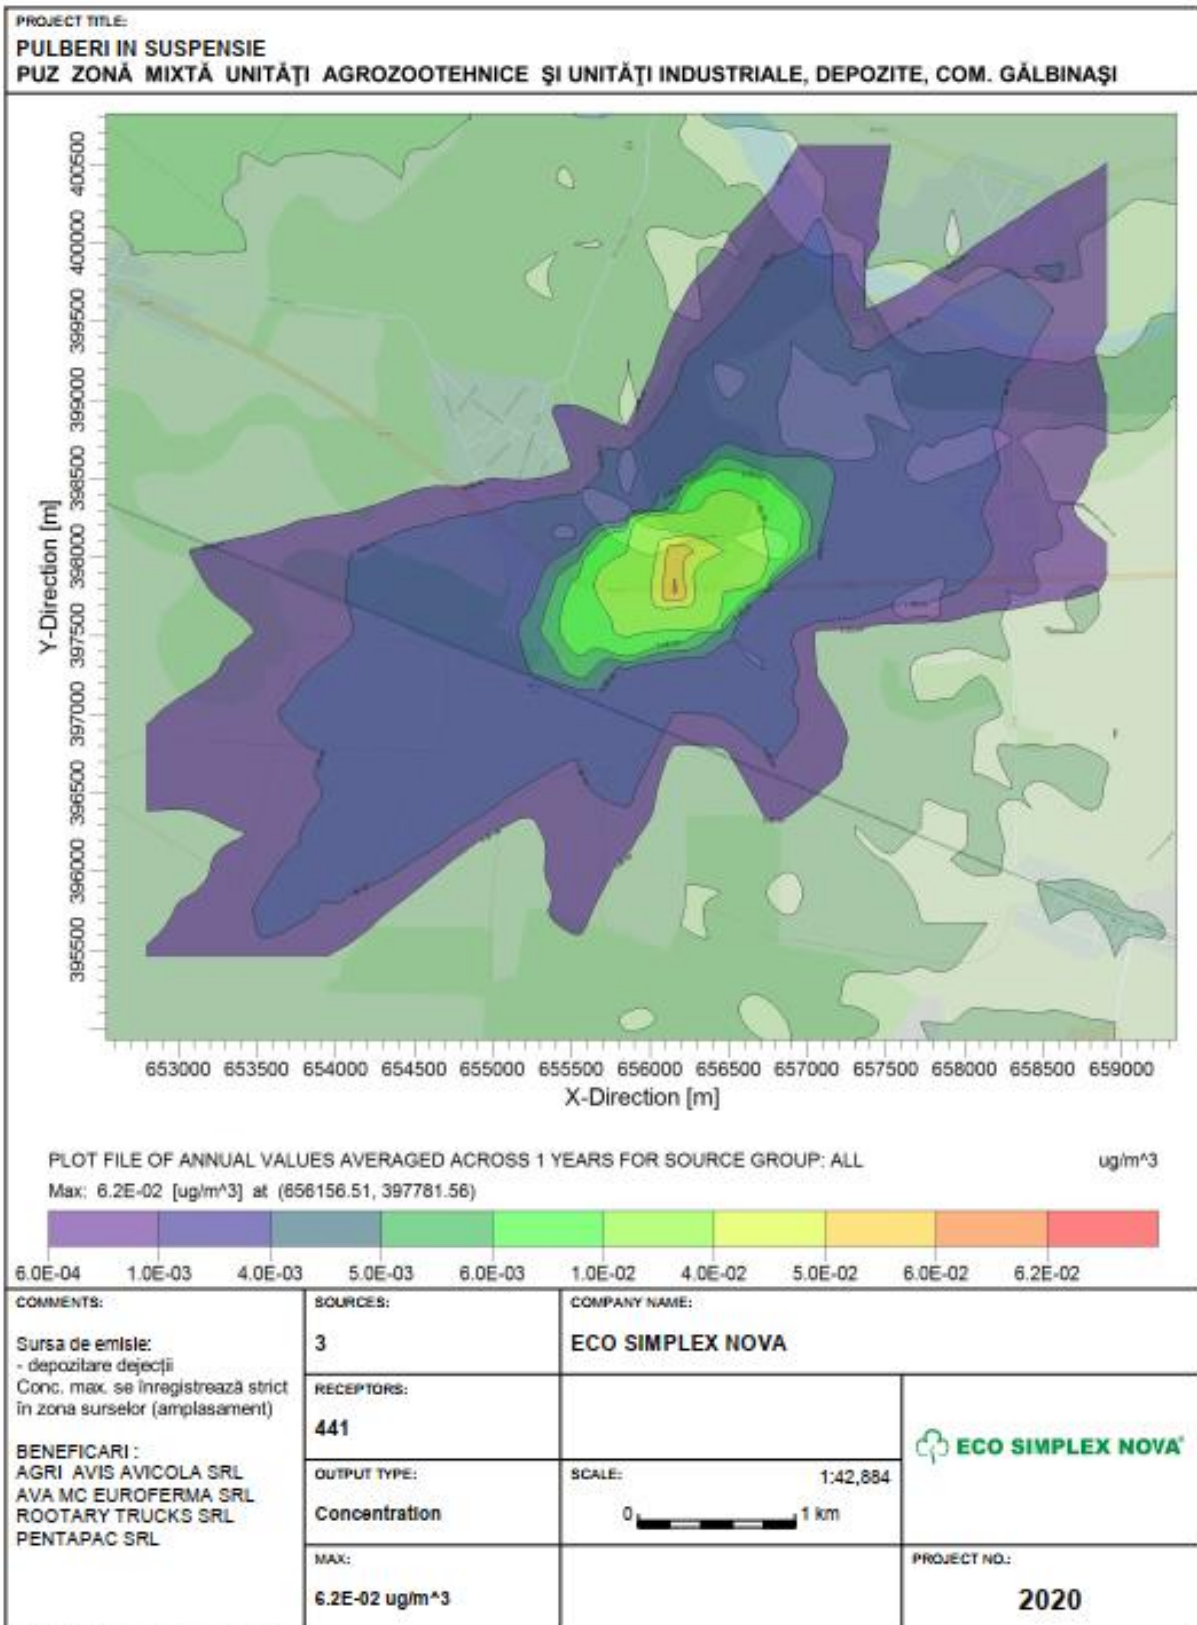 PROJECT TITLE:
PULBERI IN SUSPENSIE
PUZ ZONĂ MIXTĂ UNITĂŢI AGROZOOTEHNICE ŞI UNITĂŢI INDUSTRIALE, DEPOZITE, COM. GĂLBINAŞI
Y-Direction [m]
400500
400000
399500
399000
398500
398000
397500
397000
396500
396000
395500
653000 653500 654000 654500 655000 655500 656000 656500 657000 657500 658000 658500 659000
X-Direction [m]
PLOT FILE OF ANNUAL VALUES AVERAGED ACROSS 1 YEARS FOR SOURCE GROUP: ALL
ug/m^3
Max: 6.2E-02 [ug/m^3] at (656156.51, 397781.56)
6.0E-04 1.0E-03 4.0E-03 5.0E-03 6.0E-03 1.0E-02 4.0E-02 5.0E-02 6.0E-02 6.2E-02
COMMENTS:
Sursa de emisie:
- depozitare dejecții
Conc. max. se înregistrează strict
în zona surselor (amplasament)
BENEFICARI :
AGRI AVIS AVICOLA SRL
AVA MC EUROFERMA SRL
ROOTARY TRUCKS SRL
PENTAPAC SRL
SOURCES:
3
RECEPTORS:
441
OUTPUT TYPE:
Concentration
MAX:
6.2E-02 ug/m^3
COMPANY NAME:
ECO SIMPLEX NOVA
SCALE:
1:42,884
0
1 km
ECO SIMPLEX NOVA
PROJECT NO.:
2020